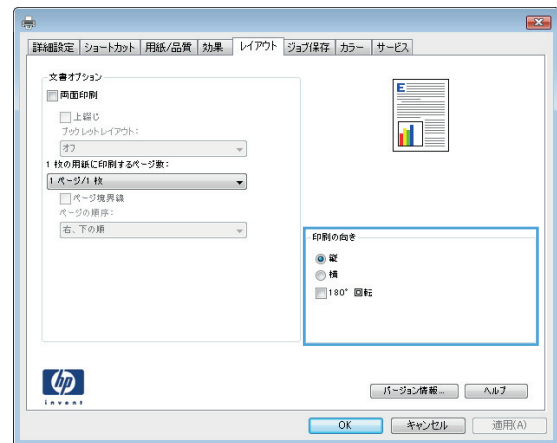 詳細設定 ショートカット 用紙/品質 効果 レイアウト ジョブ保存 カラー サービス
文書オプション
両面印刷
上綴じ
ブックレットレイアウト:
オフ
1 枚の用紙に印刷するページ数:
1 ページ/1 枚
ページ境界線
ページの順序:
右、下の順
E
印刷の向き
縦
横
180° 回転
hp
invent
バージョン情報... ヘルプ
OK キャンセル 適用(A)